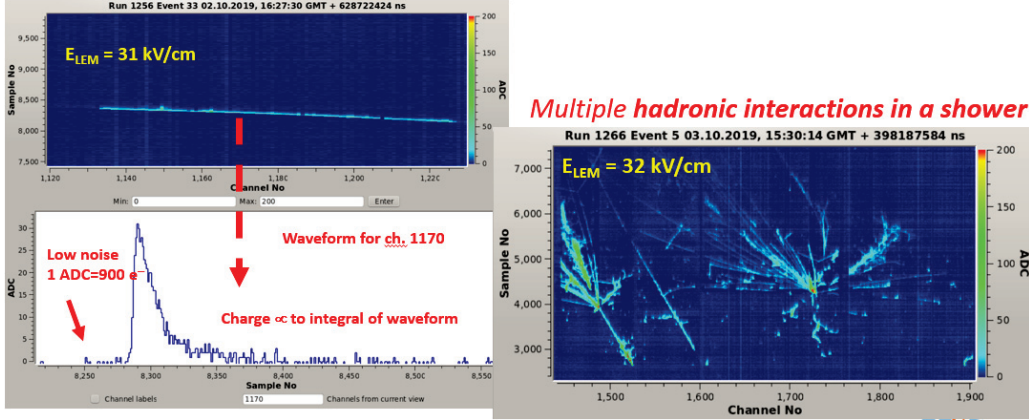 Run 1256 Event 33 02.10.2019, 16:27:30 GMT + 628722424 ns
E_LEM = 31 kV/cm
Sample No
9,500
9,000
8,500
8,000
7,500
1,120
1,140
1,160
1,180
1,200
1,22C
Channel No
200
150
100
50
0
ADC
Min: 0
Max: 200
Enter
Waveform for ch. 1170
Low noise
1 ADC=900 e⁻
Charge ∝ to integral of waveform
ADC
30
25
20
15
10
5
0
8,250
8,300
8,350
8,400
8,450
8,50C
8,550
Sample No
Channel labels
1170
Channels from current view
Multiple hadronic interactions in a shower
Run 1266 Event 5 03.10.2019, 15:30:14 GMT + 398187584 ns
E_LEM = 32 kV/cm
Sample No
7,000
6,000
5,000
4,000
3,000
1,500
1,600
1,700
1,800
1,900
Channel No
200
150
100
50
0
ADC